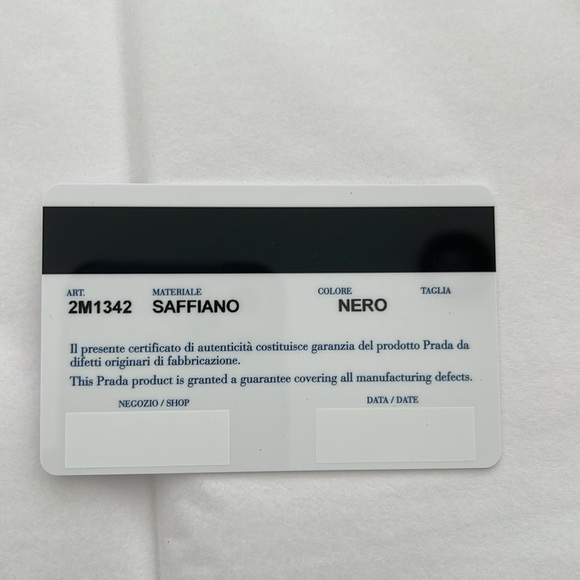 ART. MATERIALE COLORE TAGLIA
2M1342 SAFFIANO NERO
Il presente certificato di autenticità costituisce garanzia del prodotto Prada da
difetti originari di fabbricazione.
This Prada product is granted a guarantee covering all manufacturing defects.
NEGOZIO / SHOP DATA / DATE